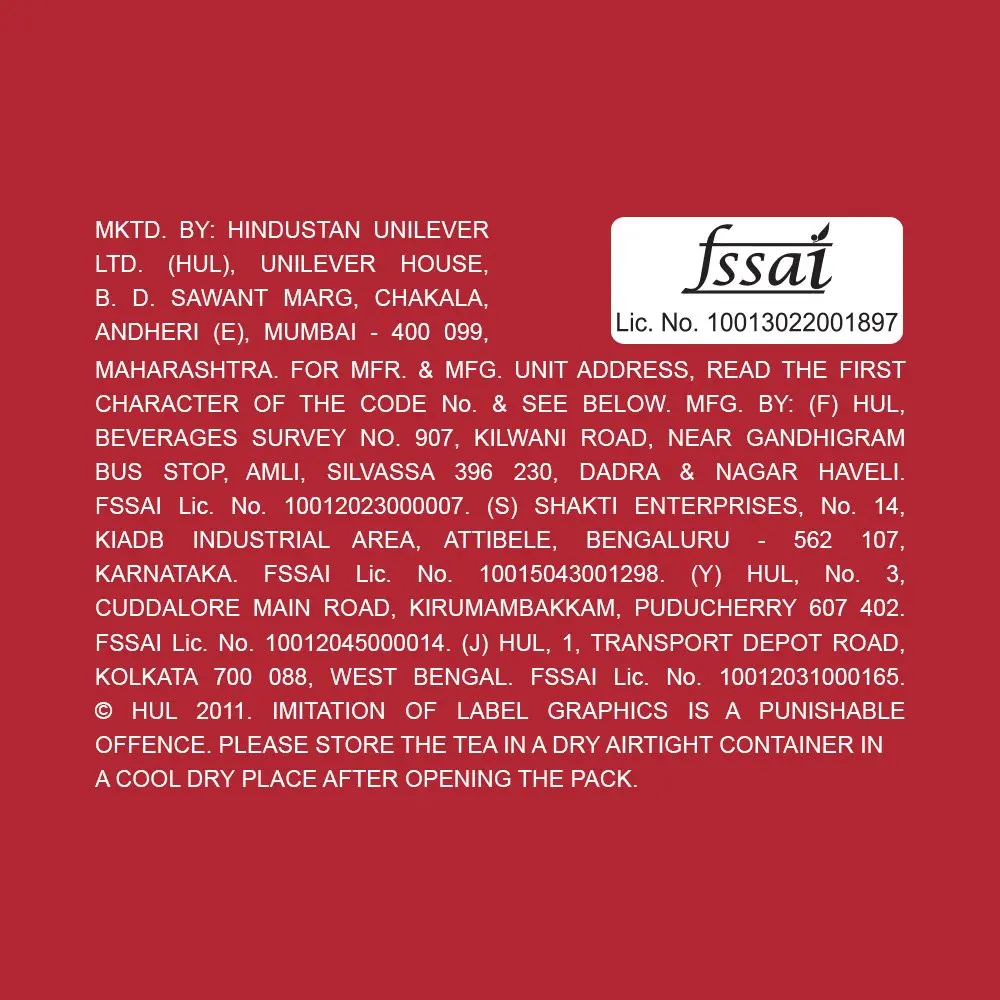 MKTD. BY: HINDUSTAN UNILEVER
LTD. (HUL), UNILEVER HOUSE,
B. D. SAWANT MARG, CHAKALA,
ANDHERI (E), MUMBAI - 400 099,
fssai
Lic. No. 10013022001897
MAHARASHTRA. FOR MFR. & MFG. UNIT ADDRESS, READ THE FIRST
CHARACTER OF THE CODE No. & SEE BELOW. MFG. BY: (F) HUL,
BEVERAGES SURVEY NO. 907, KILWANI ROAD, NEAR GANDHIGRAM
BUS STOP, AMLI, SILVASSA 396 230, DADRA & NAGAR HAVELI.
FSSAI Lic. No. 10012023000007. (S) SHAKTI ENTERPRISES, No. 14,
KIADB INDUSTRIAL AREA, ATTIBELE, BENGALURU - 562 107,
KARNATAKA. FSSAI Lic. No. 10015043001298. (Y) HUL, No. 3,
CUDDALORE MAIN ROAD, KIRUMAMBAKKAM, PUDUCHERRY 607 402.
FSSAI Lic. No. 10012045000014. (J) HUL, 1, TRANSPORT DEPOT ROAD,
KOLKATA 700 088, WEST BENGAL. FSSAI Lic. No. 10012031000165.
© HUL 2011. IMITATION OF LABEL GRAPHICS IS A PUNISHABLE
OFFENCE. PLEASE STORE THE TEA IN A DRY AIRTIGHT CONTAINER IN
A COOL DRY PLACE AFTER OPENING THE PACK.